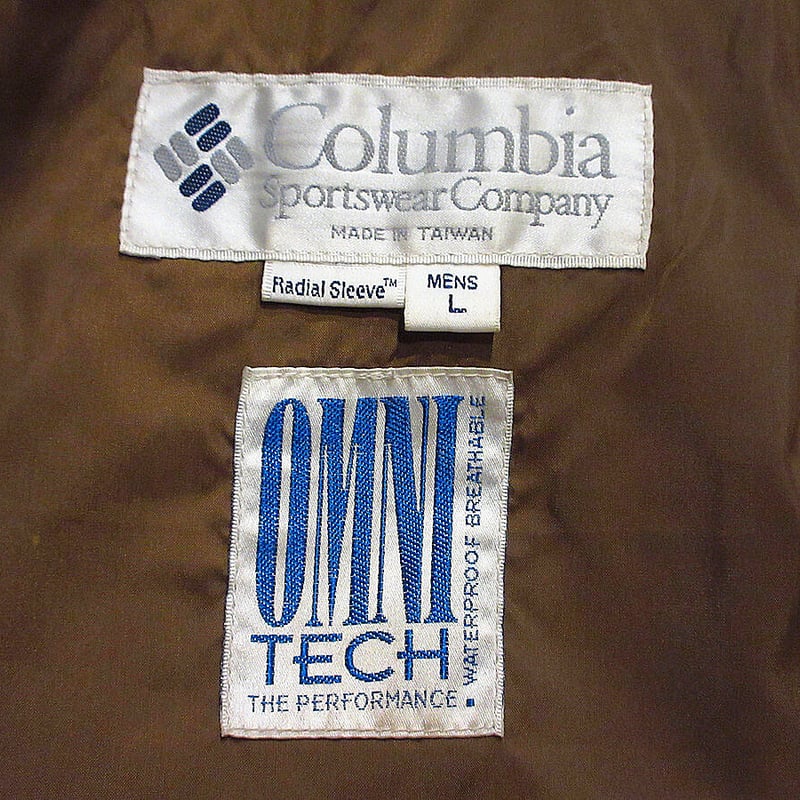 Columbia
Sportswear Company
MADE IN TAIWAN
Radial Sleeve™
MENS
L
OMNI
TECH
THE PERFORMANCE
WATERPROOF BREATHABLE